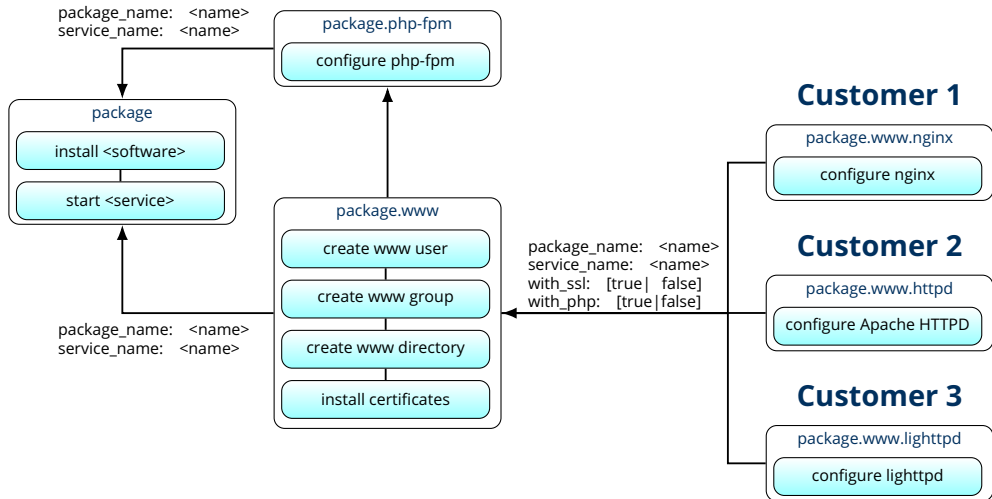 package_name: <name>
service_name: <name>
package.php-fpm
configure php-fpm
package
install <software>
start <service>
package.www
create www user
create www group
create www directory
install certificates
package_name: <name>
service_name: <name>
package_name: <name>
service_name: <name>
with_ssl: [true| false]
with_php: [true|false]
Customer 1
package.www.nginx
configure nginx
Customer 2
package.www.httpd
configure Apache HTTPD
Customer 3
package.www.lighttpd
configure lighttpd